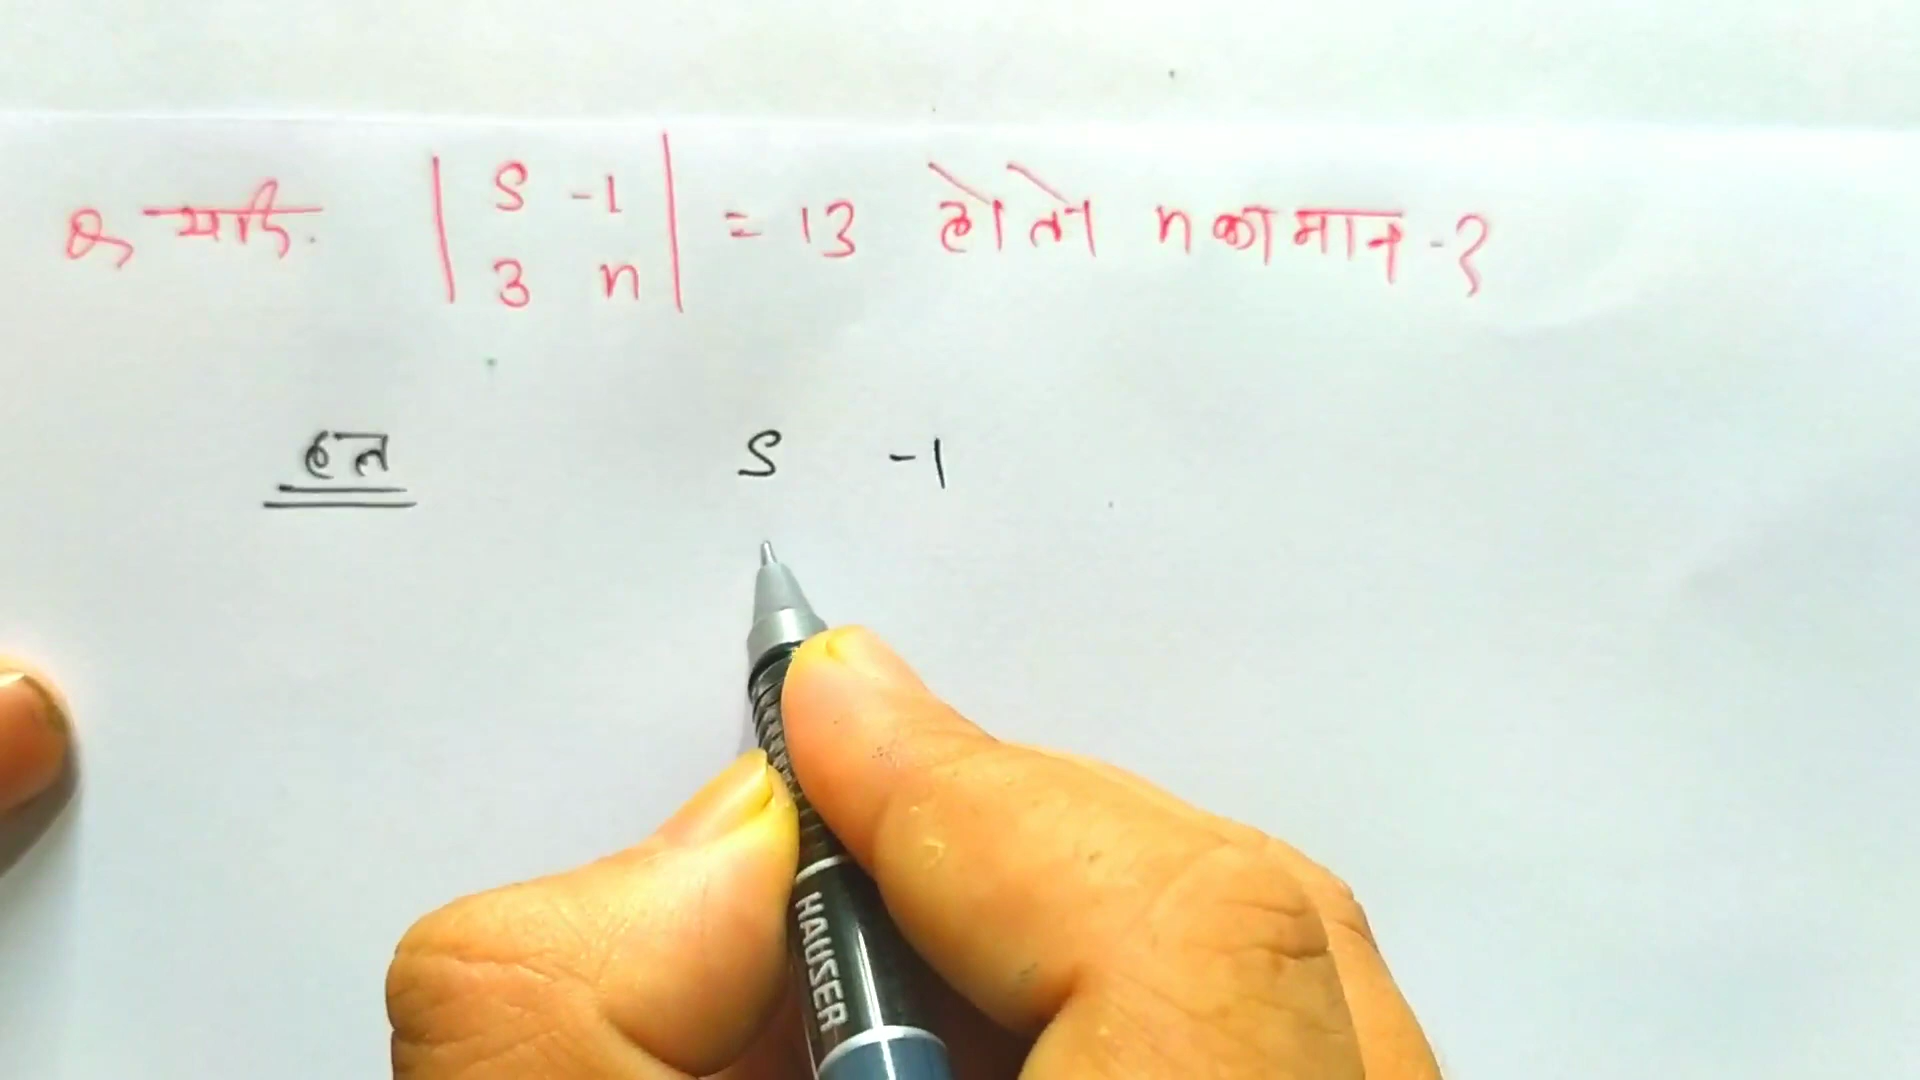 Q यदि | 5 -1 | = 13 हो तो n का मान - ?
| 3 n |
हल 5 -1
HAUSER